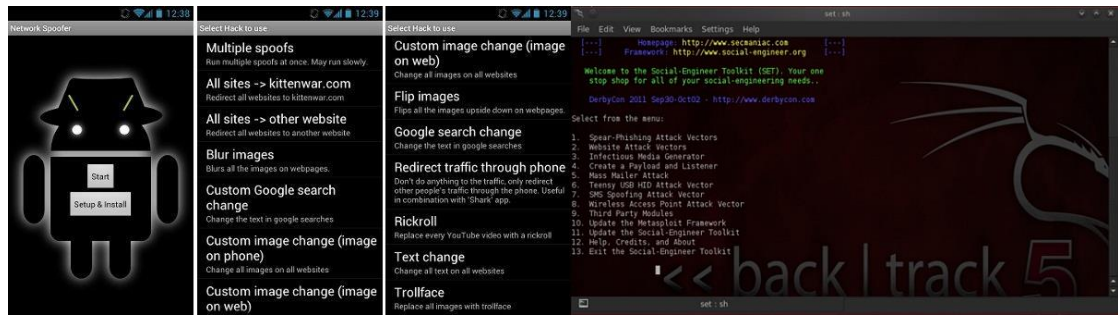 12:38
Network Spoofer
Start
Setup & Install
12:39
Select Hack to use
Multiple spoofs
Run multiple spoofs at once. May run slowly.
All sites -> kittenwar.com
Redirect all websites to kittenwar.com
All sites -> other website
Redirect all websites to another website
Blur images
Blurs all the images on webpages.
Custom Google search
change
Change the text in google searches
Custom image change (image
on phone)
Change all images on all websites
Custom image change (image
on web)
12:39
Select Hack to use
Custom image change (image
on web)
Change all images on all websites
Flip images
Flips all the images upside down on webpages.
Google search change
Change the text in google searches
Redirect traffic through phone
Don't do anything to the traffic, only redirect
other people's traffic through the phone. Useful
in combination with 'Shark' app.
Rickroll
Replace every YouTube video with a rickroll
Text change
Change all text on all websites
Trollface
Replace all images with trollface
set : sh
File Edit View Bookmarks Settings Help
[---] Homepage: http://www.secmaniac.com [---]
[---] Framework: http://www.social-engineer.org [---]
Welcome to the Social-Engineer Toolkit (SET). Your one
stop shop for all of your social-engineering needs..
DerbyCon 2011 Sep30-Oct02 - http://www.derbycon.com
Select from the menu:
1. Spear-Phishing Attack Vectors
2. Website Attack Vectors
3. Infectious Media Generator
4. Create a Payload and Listener
5. Mass Mailer Attack
6. Teensy USB HID Attack Vector
7. SMS Spoofing Attack Vector
8. Wireless Access Point Attack Vector
9. Third Party Modules
10. Update the Metasploit Framework
11. Update the Social-Engineer Toolkit
12. Help, Credits, and About
13. Exit the Social-Engineer Toolkit
<< back | track 5
set : sh